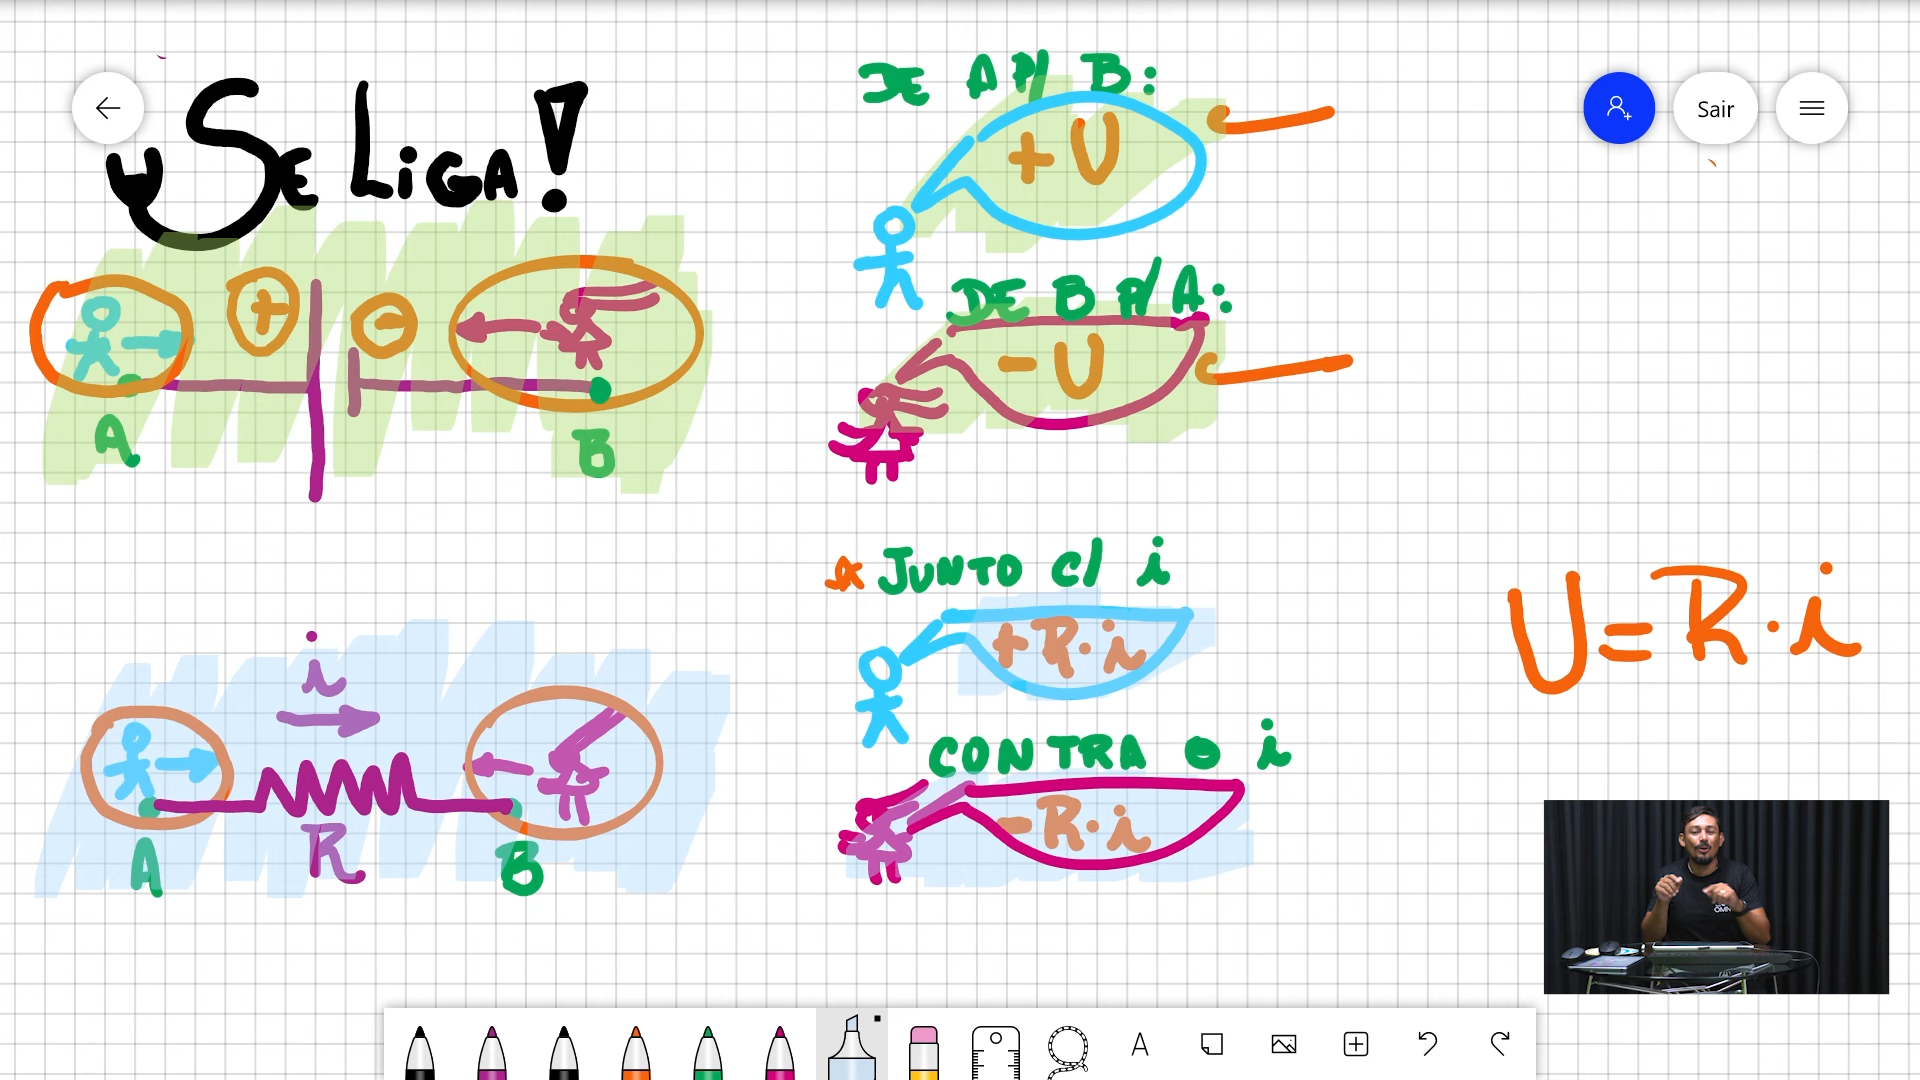 Se Liga!
+ -
A B
DE A P/ B:
+ U
DE B P/ A:
- U
i
R
A B
JUNTO C/ i
+ R · i
CONTRA O i
- R · i
U = R · i
Sair
A